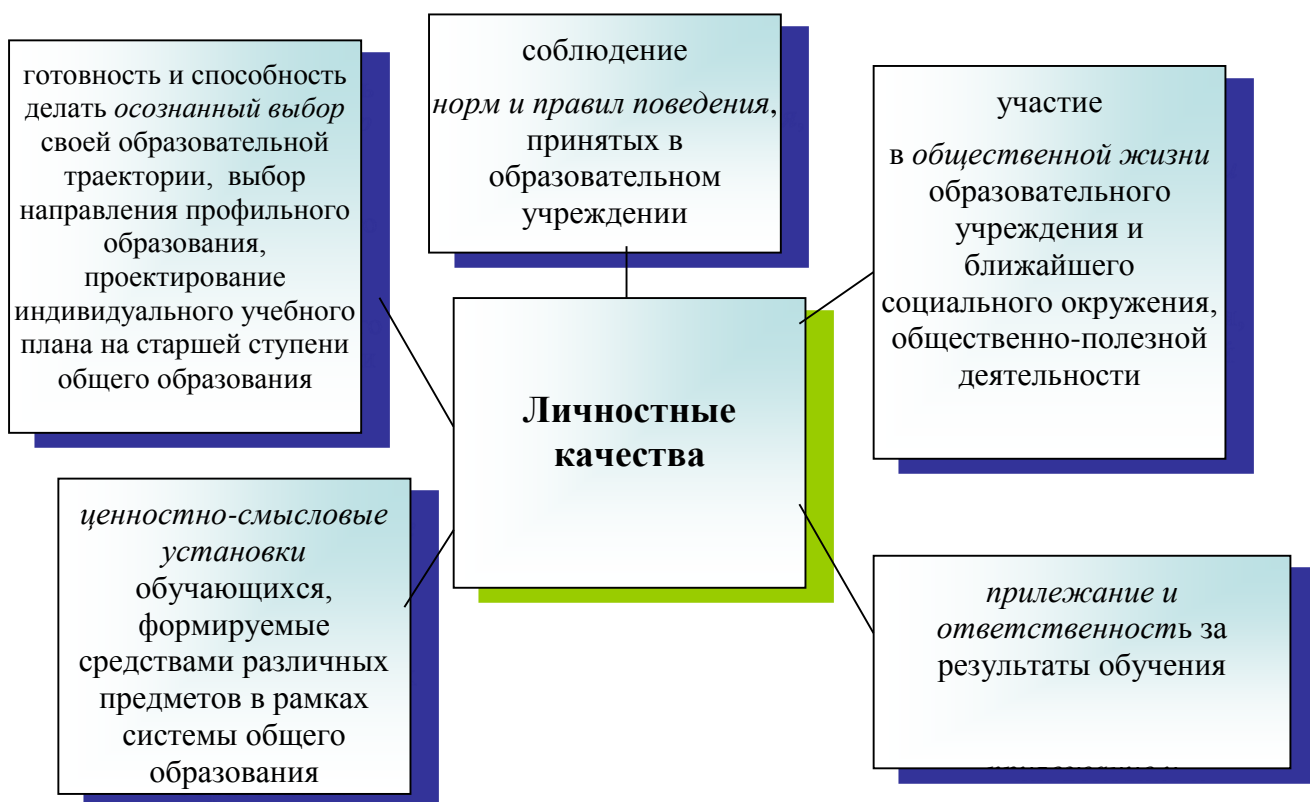 готовность и способность
делать осознанный выбор
своей образовательной
траектории, выбор
направления профильного
образования,
проектирование
индивидуального учебного
плана на старшей ступени
общего образования
соблюдение
норм и правил поведения,
принятых в
образовательном
учреждении
участие
в общественной жизни
образовательного
учреждения и
ближайшего
социального окружения,
общественно-полезной
деятельности
Личностные
качества
ценностно-смысловые
установки
обучающихся,
формируемые
средствами различных
предметов в рамках
системы общего
образования
прилежание и
ответственность за
результаты обучения